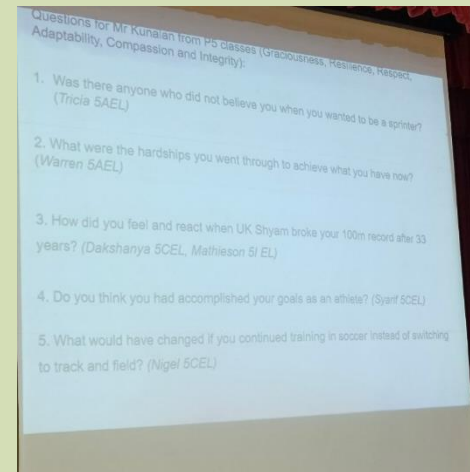 Questions for Mr Kunalan from P5 classes (Graciousness, Resilience, Respect,
Adaptability, Compassion and Integrity):
1. Was there anyone who did not believe you when you wanted to be a sprinter?
(Tricia 5AEL)
2. What were the hardships you went through to achieve what you have now?
(Warren 5AEL)
3. How did you feel and react when UK Shyam broke your 100m record after 33
years? (Dakshanya 5CEL, Mathieson 5I EL)
4. Do you think you had accomplished your goals as an athlete? (Syarif 5CEL)
5. What would have changed if you continued training in soccer instead of switching
to track and field? (Nigel 5CEL)